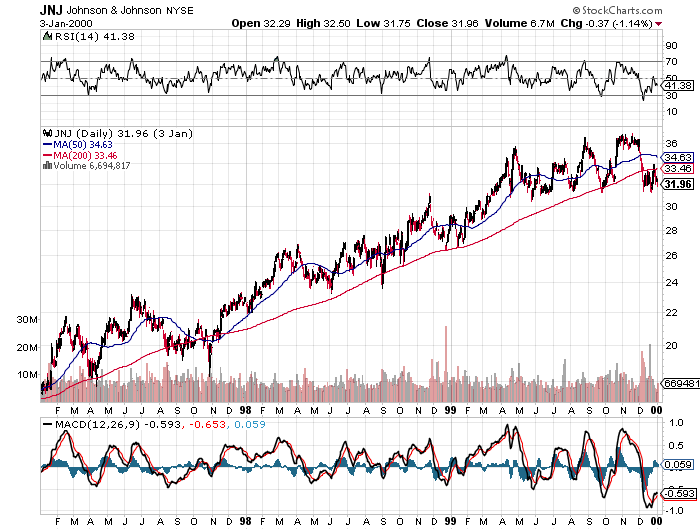 JNJ Johnson & Johnson NYSE © StockCharts.com
3-Jan-2000 Open 32.29 High 32.50 Low 31.75 Close 31.96 Volume 6.7M Chg -0.37 (-1.14%)
RSI(14) 41.38
90
70
50
41.38
30
10
JNJ (Daily) 31.96 (3 Jan)
MA(50) 34.63
MA(200) 33.46
Volume 6,694,817
36
34.63
33.46
31.96
30
28
26
24
22
20
30M
20M
10M
669481
F M A M J J A S O N D 98 F M A M J J A S O N D 99 F M A M J J A S O N D 00
MACD(12,26,9) -0.593, -0.653, 0.059
1.0
0.5
0.059
-0.593
-1.0
F M A M J J A S O N D 98 F M A M J J A S O N D 99 F M A M J J A S O N D 00